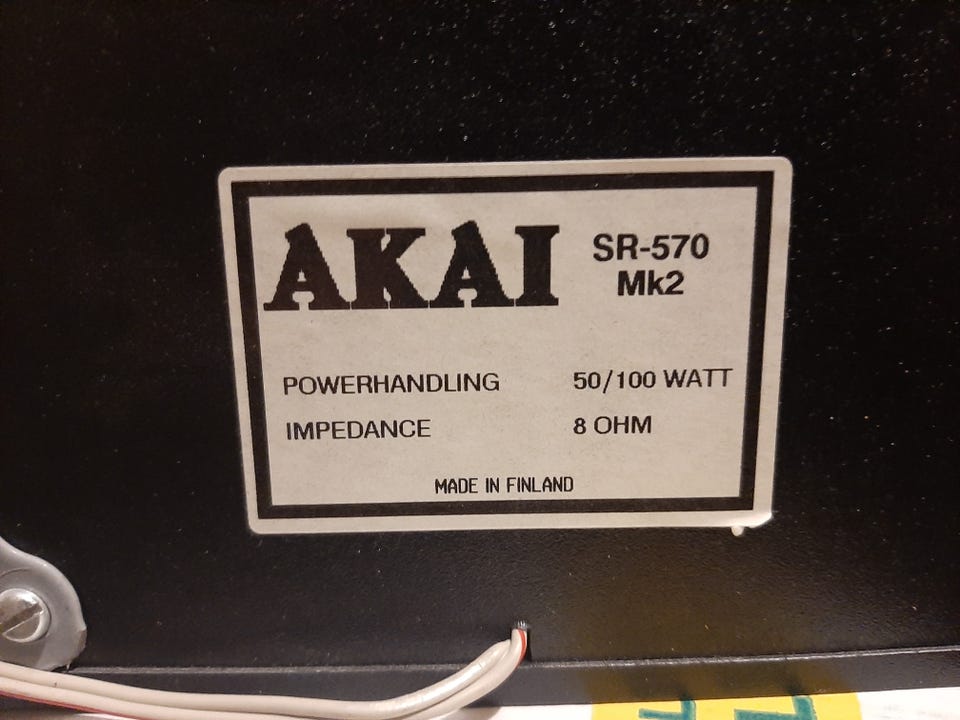 AKAI SR-570
Mk2
POWERHANDLING 50/100 WATT
IMPEDANCE 8 OHM
MADE IN FINLAND